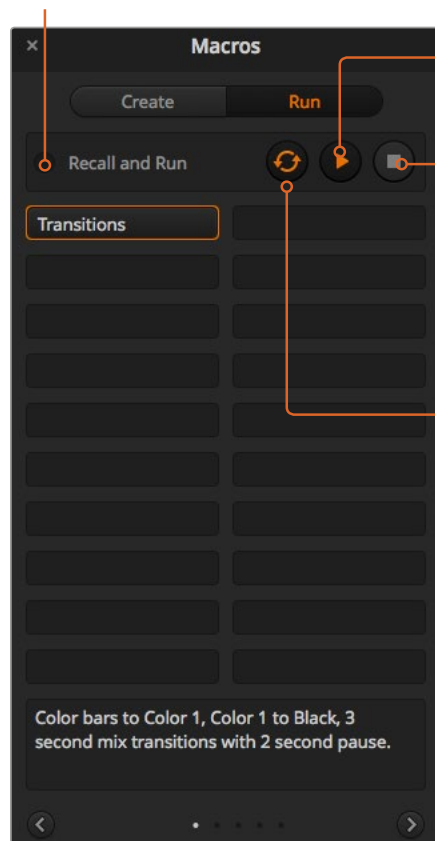 Macros
Create Run
Recall and Run
Transitions
Color bars to Color 1, Color 1 to Black, 3
second mix transitions with 2 second pause.